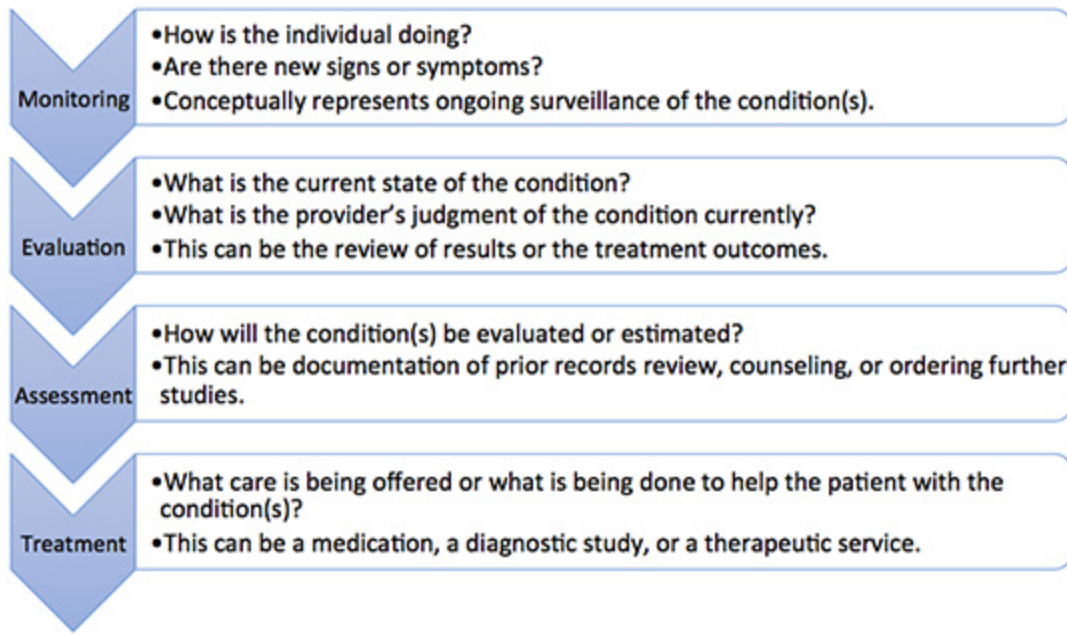 Monitoring
•How is the individual doing?
•Are there new signs or symptoms?
•Conceptually represents ongoing surveillance of the condition(s).
Evaluation
•What is the current state of the condition?
•What is the provider's judgment of the condition currently?
•This can be the review of results or the treatment outcomes.
Assessment
•How will the condition(s) be evaluated or estimated?
•This can be documentation of prior records review, counseling, or ordering further
studies.
Treatment
•What care is being offered or what is being done to help the patient with the
condition(s)?
•This can be a medication, a diagnostic study, or a therapeutic service.